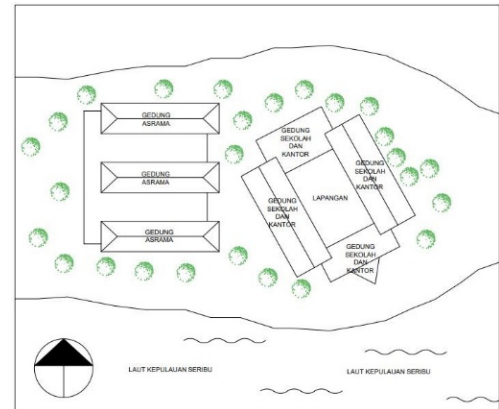 GEDUNG
ASRAMA
GEDUNG
SEKOLAH
DAN
KANTOR
GEDUNG
SEKOLAH
DAN
KANTOR
GEDUNG
ASRAMA
LAPANGAN
GEDUNG
SEKOLAH
DAN
KANTOR
GEDUNG
ASRAMA
GEDUNG
SEKOLAH
DAN
KANTOR
LAUT KEPULAUAN SERIBU
LAUT KEPULAUAN SERIBU